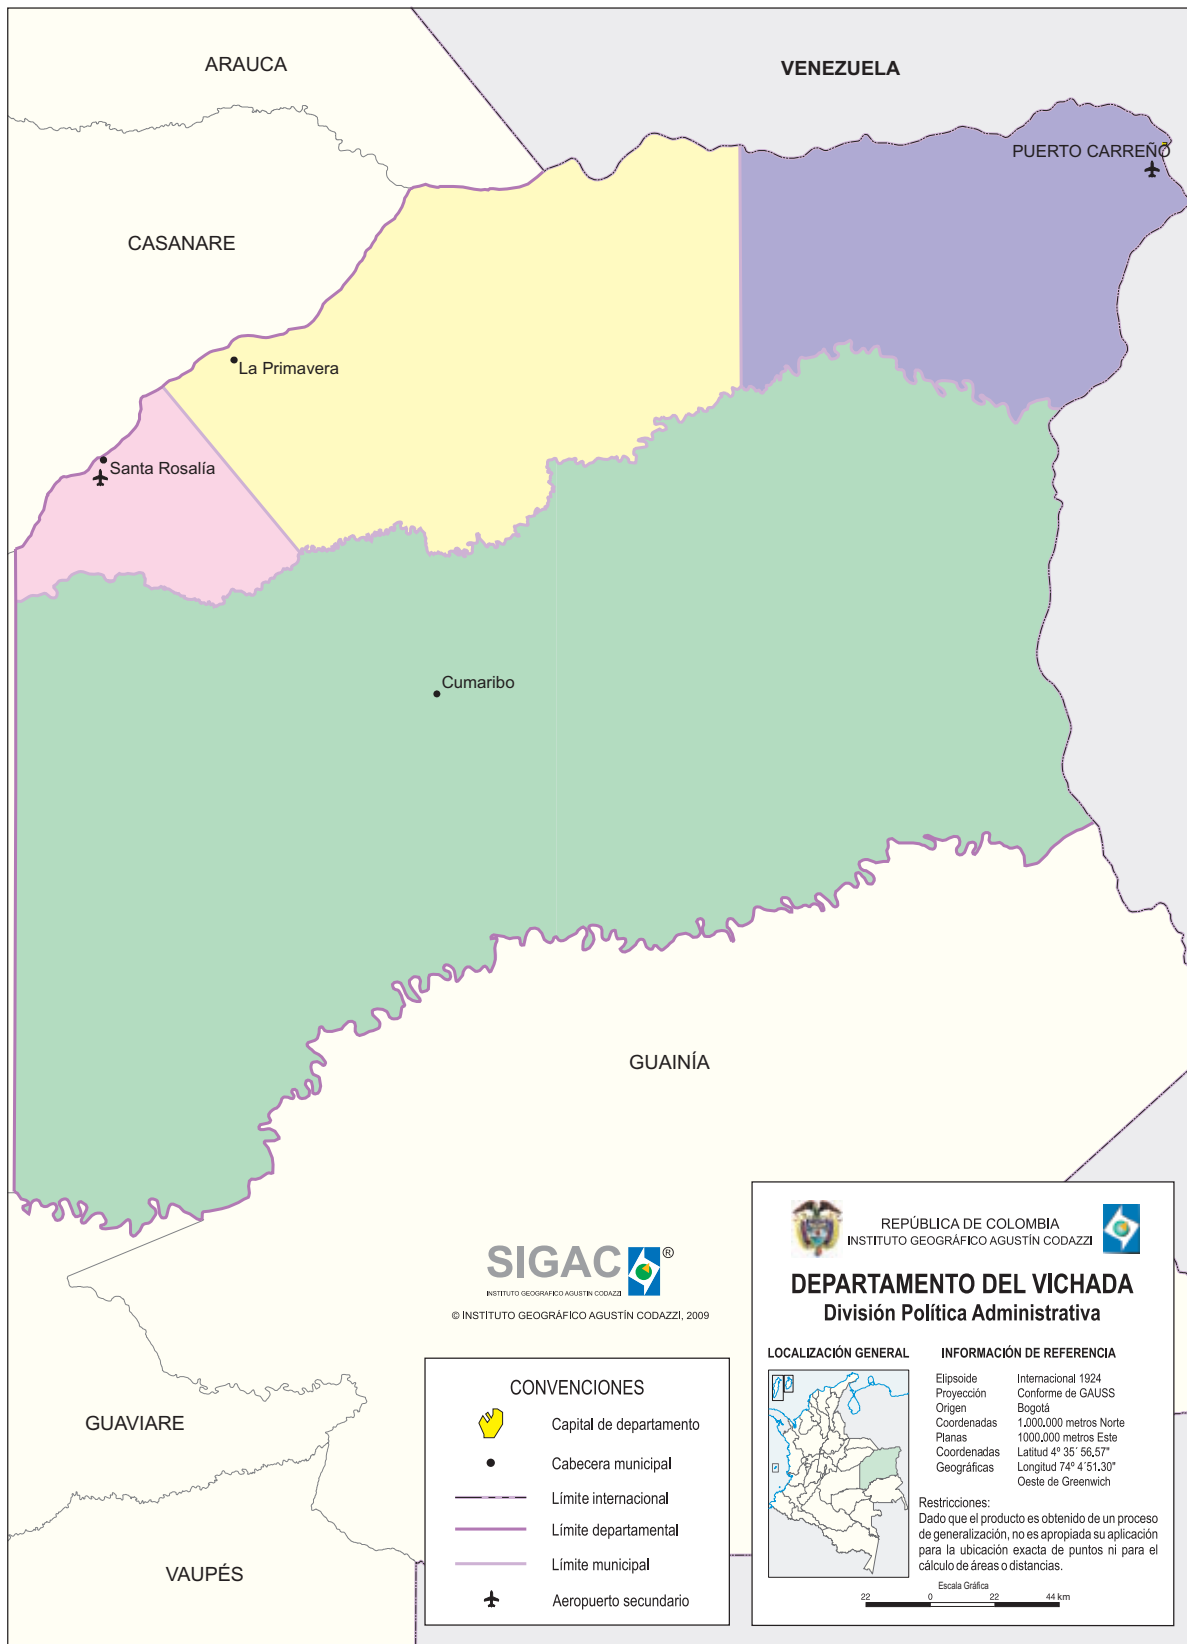 ARAUCA
VENEZUELA
PUERTO CARREÑO
CASANARE
La Primavera
Santa Rosalía
Cumaribo
GUAINÍA
GUAVIARE
VAUPÉS
SIGAC ®
INSTITUTO GEOGRAFICO AGUSTIN CODAZZI
© INSTITUTO GEOGRÁFICO AGUSTÍN CODAZZI, 2009
CONVENCIONES
Capital de departamento
Cabecera municipal
Límite internacional
Límite departamental
Límite municipal
Aeropuerto secundario
REPÚBLICA DE COLOMBIA
INSTITUTO GEOGRÁFICO AGUSTÍN CODAZZI
DEPARTAMENTO DEL VICHADA
División Política Administrativa
LOCALIZACIÓN GENERAL
INFORMACIÓN DE REFERENCIA
Elipsoide Internacional 1924
Proyección Conforme de GAUSS
Origen Bogotá
Coordenadas 1.000.000 metros Norte
Planas 1000.000 metros Este
Coordenadas Latitud 4º 35´ 56,57"
Geográficas Longitud 74º 4´51.30"
Oeste de Greenwich
Restricciones:
Dado que el producto es obtenido de un proceso
de generalización, no es apropiada su aplicación
para la ubicación exacta de puntos ni para el
cálculo de áreas o distancias.
Escala Gráfica
22 0 22 44 km